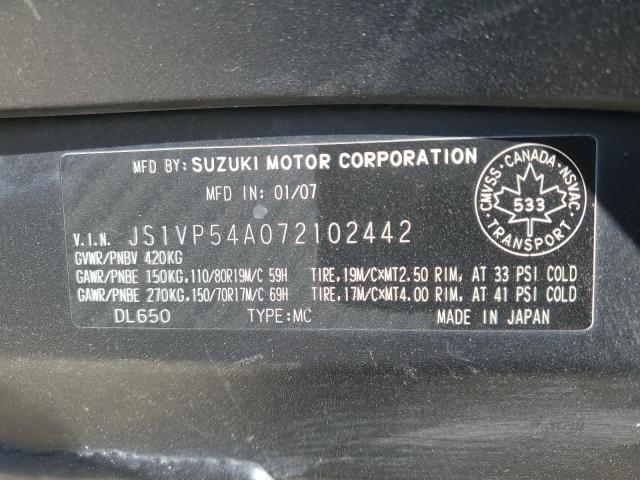 MFD BY: SUZUKI MOTOR CORPORATION
MFD IN: 01/07
V.I.N. JS1VP54A072102442
GVWR/PNBV 420KG
GAWR/PNBE 150KG,110/80R19M/C 59H TIRE,19M/C×MT2.50 RIM, AT 33 PSI COLD
GAWR/PNBE 270KG,150/70R17M/C 69H TIRE,17M/C×MT4.00 RIM, AT 41 PSI COLD
DL650 TYPE:MC MADE IN JAPAN
CMVSS · CANADA · NSVAC · TRANSPORT ·
533